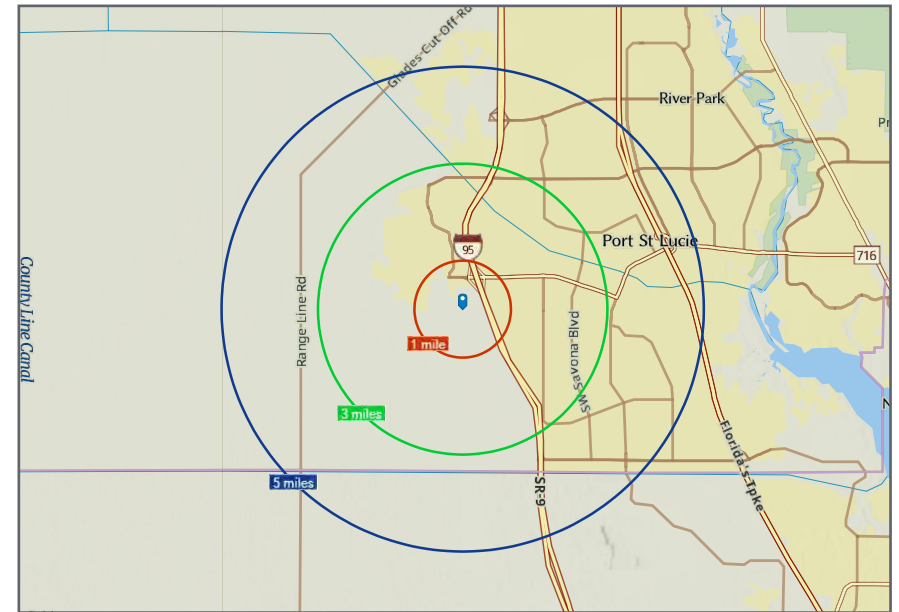 Glades-Cut-Off-Rd
River Park
Pr
Port St Lucie
95
716
County Line Canal
Range-Line-Rd
SW-Savona-Blvd
1 mile
3 miles
N
5 miles
SR-9
Florida's-Tpke